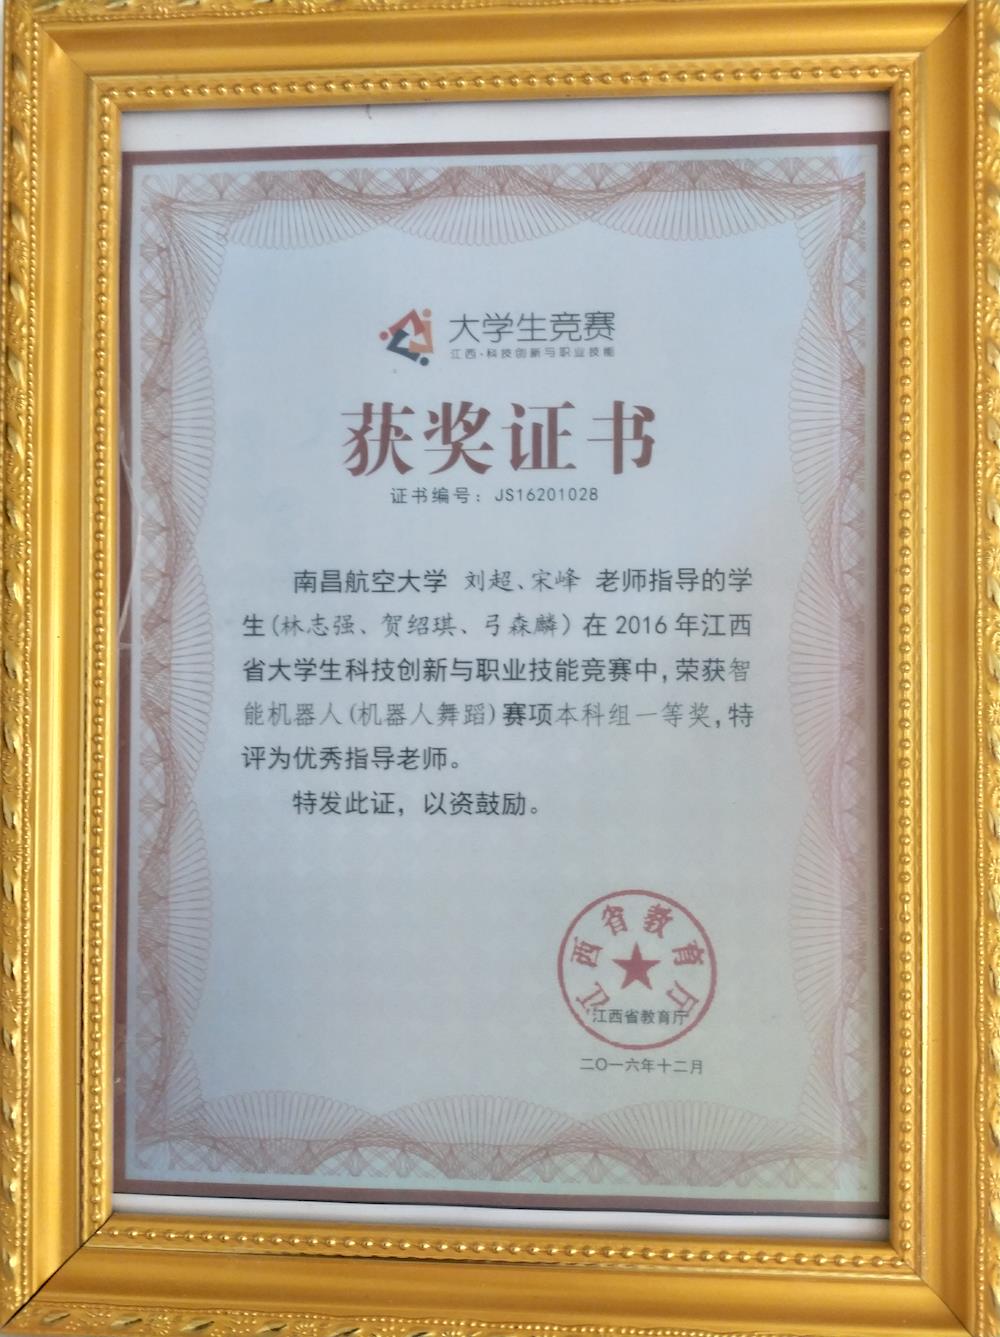 大学生竞赛
江西·科技创新与职业技能
获奖证书
证书编号：JS16201028
南昌航空大学 刘超、宋峰 老师指导的学
生(林志强、贺绍琪、弓森麟)在2016年江西
省大学生科技创新与职业技能竞赛中,荣获智
能机器人(机器人舞蹈)赛项本科组一等奖,特
评为优秀指导老师。
特发此证，以资鼓励。
江西省教育厅
江西省教育厅
二〇一六年十二月